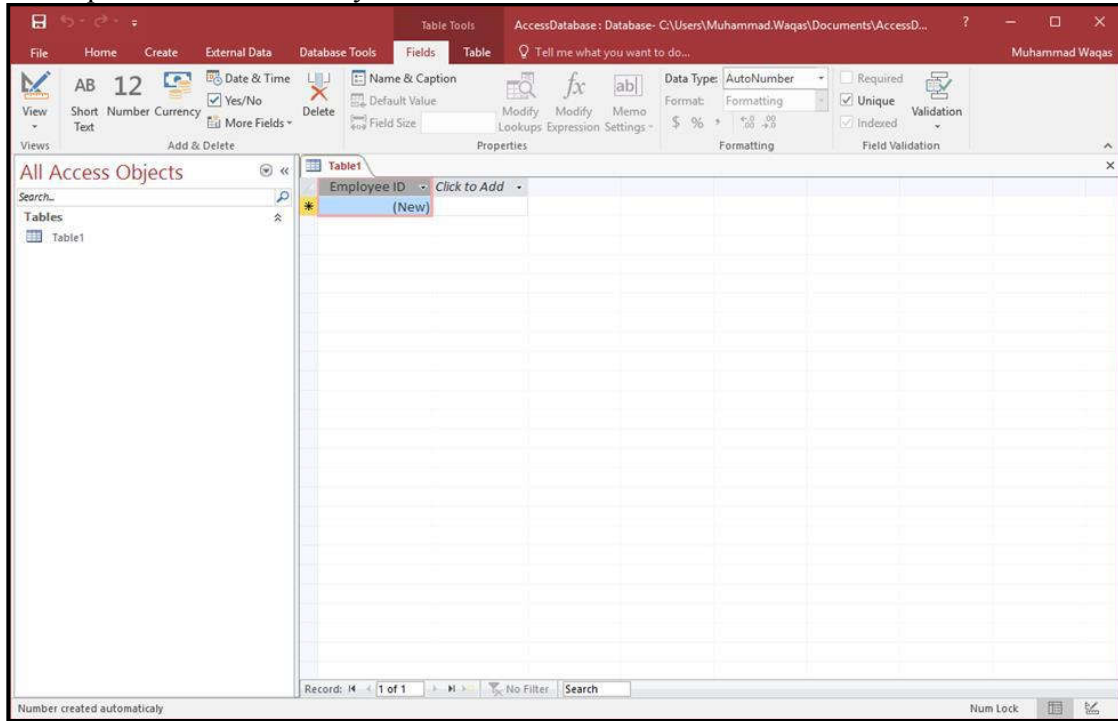 Table Tools AccessDatabase : Database- C:\Users\Muhammad.Waqas\Documents\AccessD... ?
File Home Create External Data Database Tools Fields Table Tell me what you want to do... Muhammad Waqas
View
AB Short Text
12 Number
Currency
Date & Time
Yes/No
More Fields
Delete
Name & Caption
Default Value
Field Size
Modify Lookups
fx Modify Expression
ab| Memo Settings
Data Type: AutoNumber
Format: Formatting
$ % ,
Required
Unique
Indexed
Validation
Views Add & Delete Properties Formatting Field Validation
All Access Objects
Search...
Tables
Table1
Table1
Employee ID Click to Add
(New)
Record: 1 of 1 No Filter Search
Number created automaticaly Num Lock